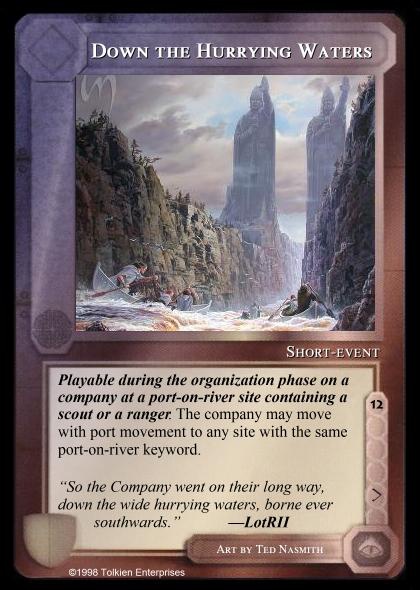 Down the Hurrying Waters
Short-event
Playable during the organization phase on a
company at a port-on-river site containing a
scout or a ranger. The company may move
with port movement to any site with the same
port-on-river keyword.
12
“So the Company went on their long way,
down the wide hurrying waters, borne ever
southwards.” —LotRII
Art by Ted Nasmith
©1998 Tolkien Enterprises